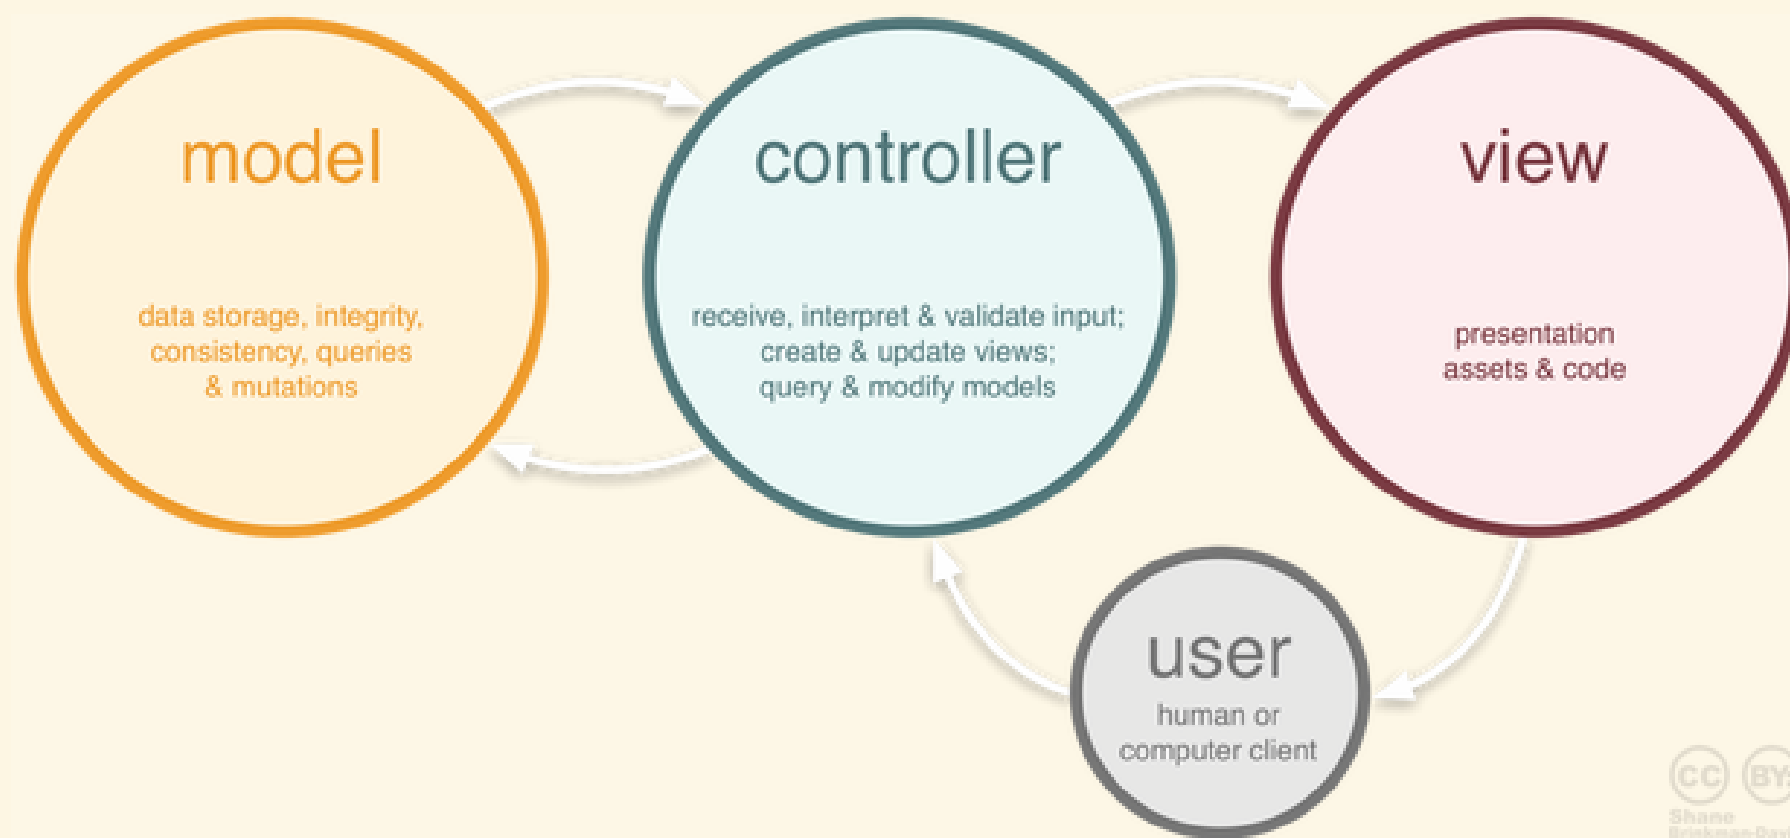 model
data storage, integrity,
consistency, queries
& mutations
controller
receive, interpret & validate input;
create & update views;
query & modify models
view
presentation
assets & code
user
human or
computer client
CC BY:
Shane